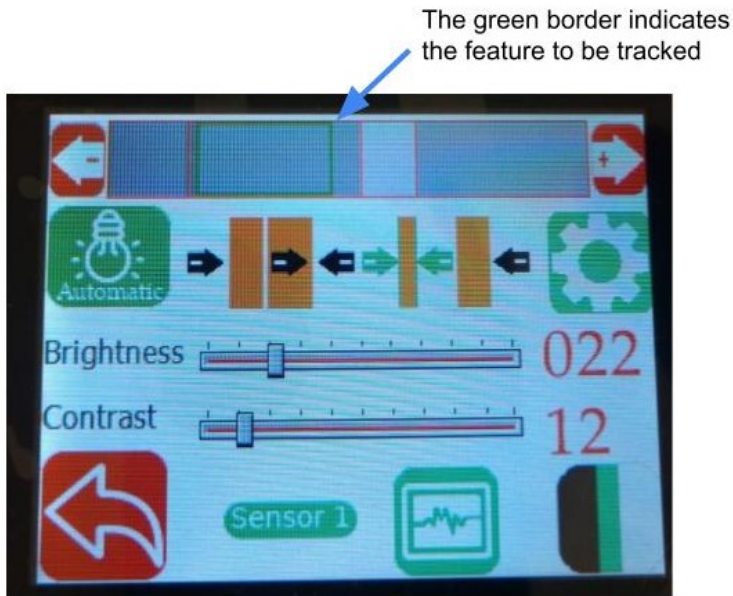 The green border indicates
the feature to be tracked
- +
Automatic
Brightness 022
Contrast 12
Sensor 1